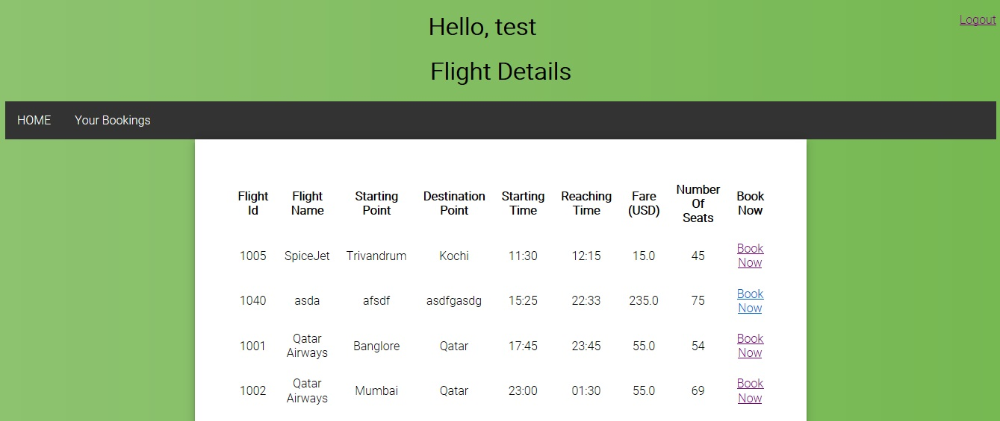 Hello, test
Logout
Flight Details
HOME Your Bookings
Flight Id Flight Name Starting Point Destination Point Starting Time Reaching Time Fare (USD) Number Of Seats Book Now
1005 SpiceJet Trivandrum Kochi 11:30 12:15 15.0 45 Book Now
1040 asda afsdf asdfgasdg 15:25 22:33 235.0 75 Book Now
1001 Qatar Airways Banglore Qatar 17:45 23:45 55.0 54 Book Now
1002 Qatar Airways Mumbai Qatar 23:00 01:30 55.0 69 Book Now